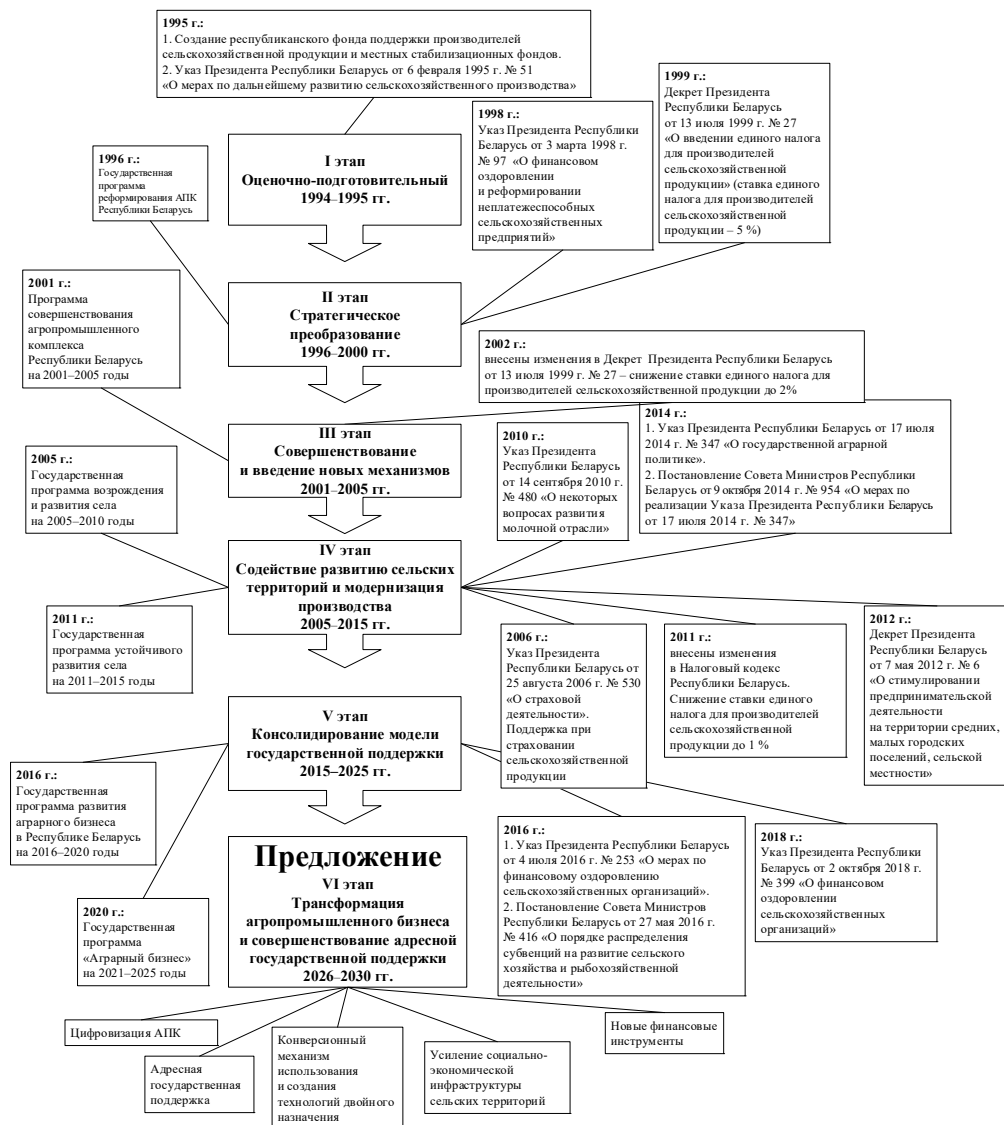 1995 г.:
1. Создание республиканского фонда поддержки производителей
сельскохозяйственной продукции и местных стабилизационных фондов.
2. Указ Президента Республики Беларусь от 6 февраля 1995 г. № 51
«О мерах по дальнейшему развитию сельскохозяйственного производства»
1999 г.:
Декрет Президента
Республики Беларусь
от 13 июля 1999 г. № 27
«О введении единого налога
для производителей
сельскохозяйственной
продукции» (ставка единого
налога для производителей
сельскохозяйственной
продукции – 5 %)
1998 г.:
Указ Президента Республики
Беларусь от 3 марта 1998 г.
№ 97 «О финансовом
оздоровлении
и реформировании
неплатежеспособных
сельскохозяйственных
предприятий»
I этап
Оценочно-подготовительный
1994–1995 гг.
1996 г.:
Государственная
программа
реформирования АПК
Республики Беларусь
2001 г.:
Программа
совершенствования
агропромышленного
комплекса
Республики Беларусь
на 2001–2005 годы
II этап
Стратегическое
преобразование
1996–2000 гг.
2002 г.:
внесены изменения в Декрет Президента Республики Беларусь
от 13 июля 1999 г. № 27 – снижение ставки единого налога для
производителей сельскохозяйственной продукции до 2%
2014 г.:
1. Указ Президента Республики Беларусь от 17 июля
2014 г. № 347 «О государственной аграрной
политике».
2. Постановление Совета Министров Республики
Беларусь от 9 октября 2014 г. № 954 «О мерах по
реализации Указа Президента Республики Беларусь
от 17 июля 2014 г. № 347»
III этап
Совершенствование
и введение новых механизмов
2001–2005 гг.
2010 г.:
Указ Президента
Республики Беларусь
от 14 сентября 2010 г.
№ 480 «О некоторых
вопросах развития
молочной отрасли»
2005 г.:
Государственная
программа возрождения
и развития села
на 2005–2010 годы
IV этап
Содействие развитию сельских
территорий и модернизация
производства
2005–2015 гг.
2011 г.:
Государственная
программа устойчивого
развития села
на 2011–2015 годы
2006 г.:
Указ Президента
Республики Беларусь от
25 августа 2006 г. № 530
«О страховой
деятельности».
Поддержка при
страховании
сельскохозяйственной
продукции
2011 г.:
внесены изменения
в Налоговый кодекс
Республики Беларусь.
Снижение ставки единого
налога для производителей
сельскохозяйственной
продукции до 1 %
2012 г.:
Декрет Президента
Республики Беларусь
от 7 мая 2012 г. № 6
«О стимулировании
предпринимательской
деятельности
на территории средних,
малых городских
поселений, сельской
местности»
V этап
Консолидирование модели
государственной поддержки
2015–2025 гг.
2016 г.:
Государственная
программа развития
аграрного бизнеса
в Республике Беларусь
на 2016–2020 годы
2016 г.:
1. Указ Президента Республики Беларусь
от 4 июля 2016 г. № 253 «О мерах по
финансовому оздоровлению
сельскохозяйственных организаций».
2. Постановление Совета Министров
Республики Беларусь от 27 мая 2016 г.
№ 416 «О порядке распределения
субвенций на развитие сельского
хозяйства и рыбохозяйственной
деятельности»
2018 г.:
Указ Президента Республики
Беларусь от 2 октября 2018 г.
№ 399 «О финансовом
оздоровлении
сельскохозяйственных
организаций»
Предложение
VI этап
Трансформация
агропромышленного бизнеса
и совершенствование адресной
государственной поддержки
2026–2030 гг.
2020 г.:
Государственная
программа
«Аграрный бизнес»
на 2021–2025 годы
Цифровизация АПК
Адресная
государственная
поддержка
Конверсионный
механизм
использования
и создания
технологий двойного
назначения
Усиление социально-
экономической
инфраструктуры
сельских территорий
Новые финансовые
инструменты